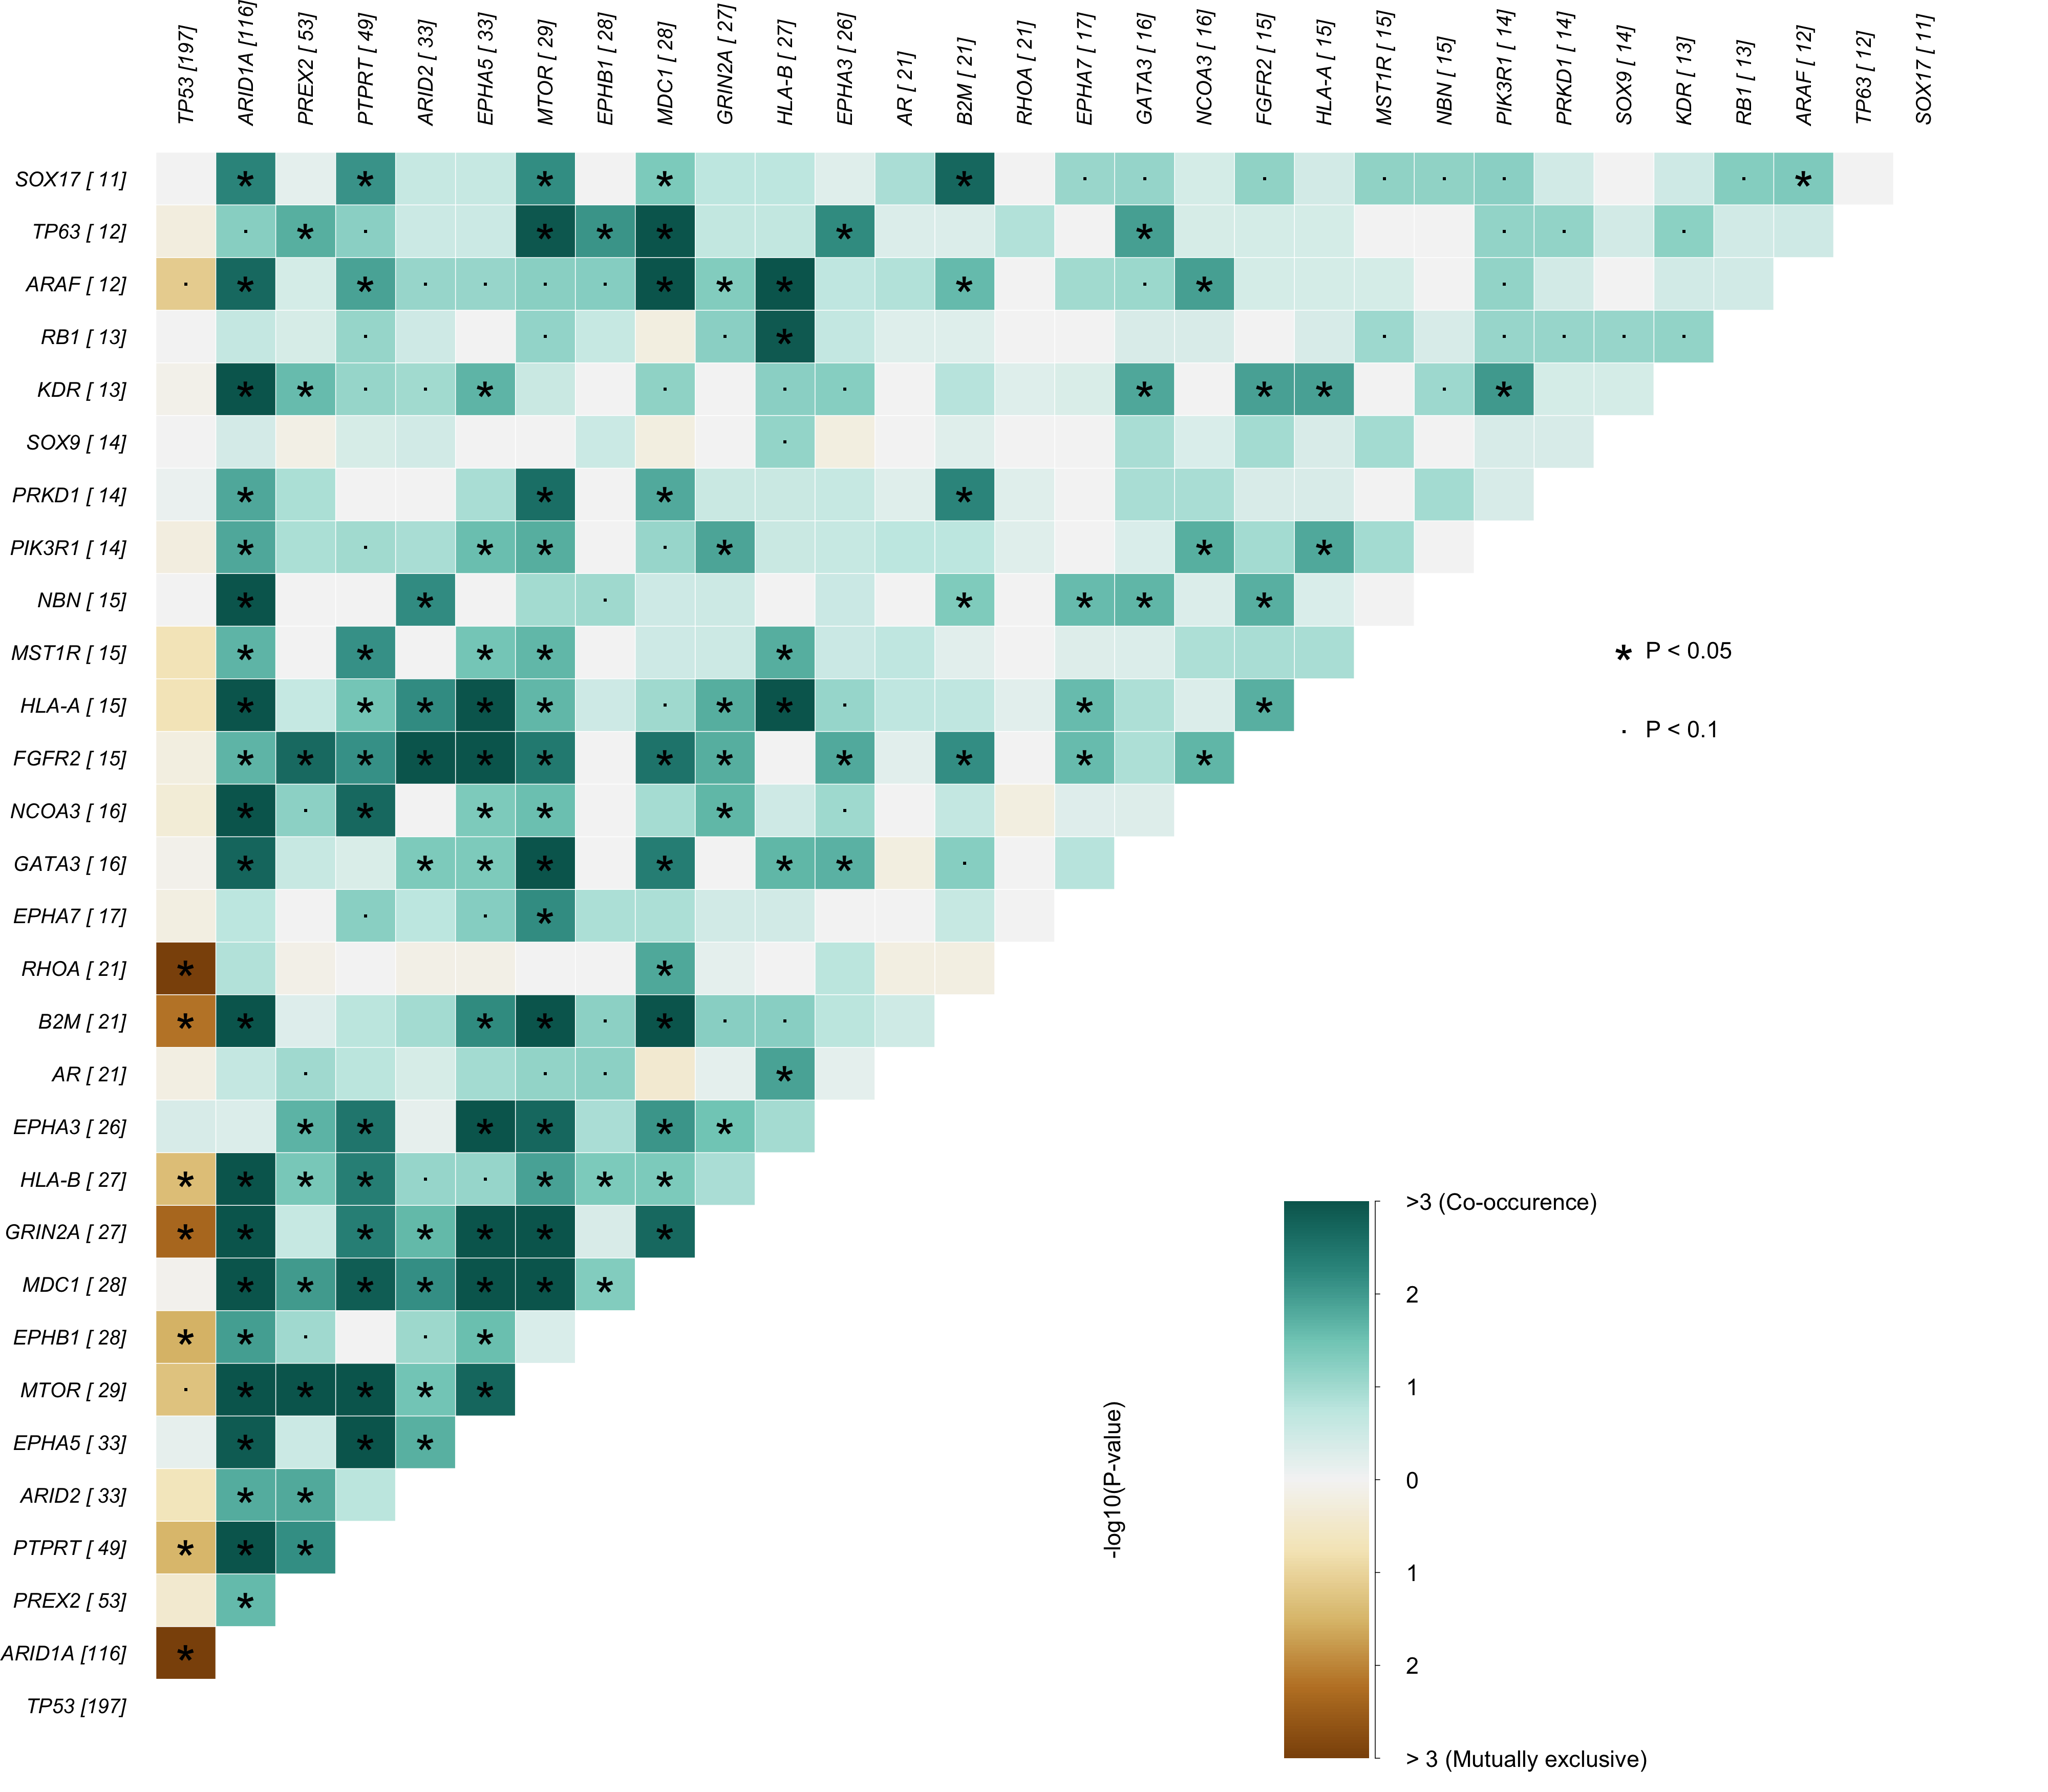 TP53 [197]
ARID1A [116]
PREX2 [ 53]
PTPRT [ 49]
ARID2 [ 33]
EPHA5 [ 33]
MTOR [ 29]
EPHB1 [ 28]
MDC1 [ 28]
GRIN2A [ 27]
HLA-B [ 27]
EPHA3 [ 26]
AR [ 21]
B2M [ 21]
RHOA [ 21]
EPHA7 [ 17]
GATA3 [ 16]
NCOA3 [ 16]
FGFR2 [ 15]
HLA-A [ 15]
MST1R [ 15]
NBN [ 15]
PIK3R1 [ 14]
PRKD1 [ 14]
SOX9 [ 14]
KDR [ 13]
RB1 [ 13]
ARAF [ 12]
TP63 [ 12]
SOX17 [ 11]
SOX17 [ 11]
TP63 [ 12]
ARAF [ 12]
RB1 [ 13]
KDR [ 13]
SOX9 [ 14]
PRKD1 [ 14]
PIK3R1 [ 14]
NBN [ 15]
MST1R [ 15]
HLA-A [ 15]
FGFR2 [ 15]
NCOA3 [ 16]
GATA3 [ 16]
EPHA7 [ 17]
RHOA [ 21]
B2M [ 21]
AR [ 21]
EPHA3 [ 26]
HLA-B [ 27]
GRIN2A [ 27]
MDC1 [ 28]
EPHB1 [ 28]
MTOR [ 29]
EPHA5 [ 33]
ARID2 [ 33]
PTPRT [ 49]
PREX2 [ 53]
ARID1A [116]
TP53 [197]
* P < 0.05
· P < 0.1
-log10(P-value)
>3 (Co-occurence)
2
1
0
1
2
> 3 (Mutually exclusive)